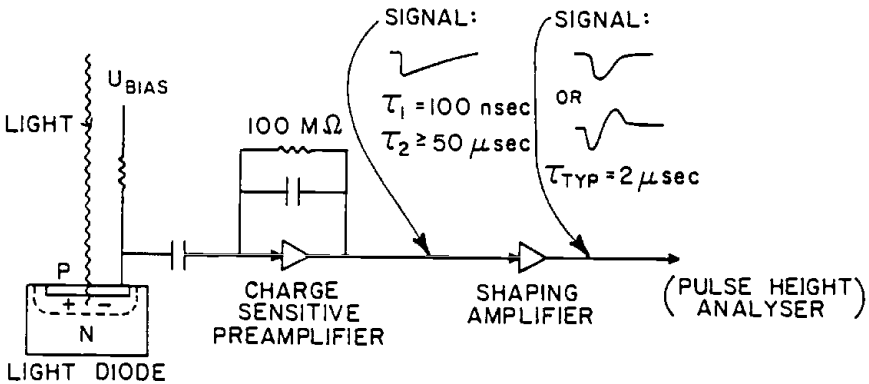 SIGNAL:
τ₁ = 100 nsec
τ₂ ≥ 50 μsec
SIGNAL:
OR
τTYP = 2 μsec
UBIAS
LIGHT
100 MΩ
P
+ -
N
LIGHT DIODE
CHARGE
SENSITIVE
PREAMPLIFIER
SHAPING
AMPLIFIER
(PULSE HEIGHT
ANALYSER)